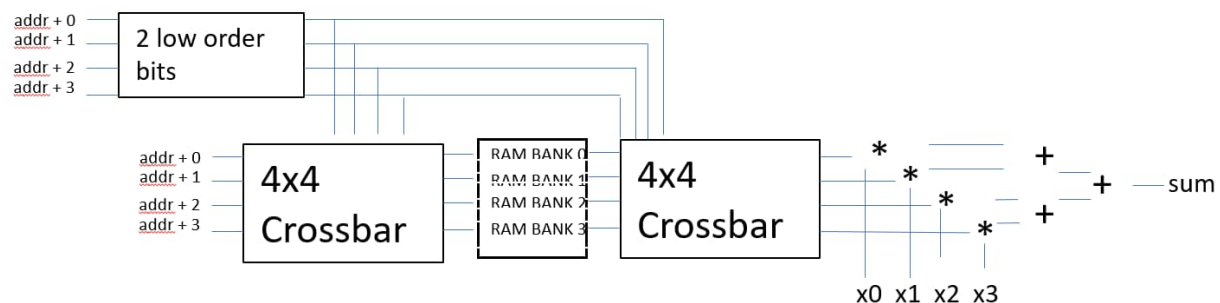 addr + 0
addr + 1
addr + 2
addr + 3
2 low order
bits
addr + 0
addr + 1
addr + 2
addr + 3
4x4
Crossbar
RAM BANK 0
RAM BANK 1
RAM BANK 2
RAM BANK 3
4x4
Crossbar
*
*
*
*
+
+
+
sum
x0 x1 x2 x3